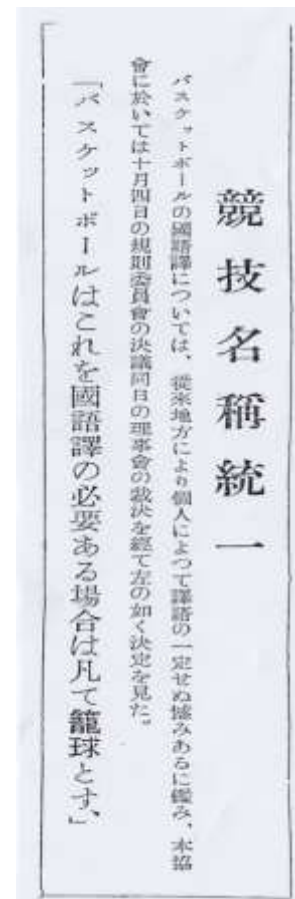 競技名稱統一
バスケットボールの國語譯については、從來地方により個人によつて譯語の一定せぬ憾みあるに鑑み、本協
會に於いては十月四日の規則委員會の決議同日の理事會の裁決を經て左の如く決定を見た。
「バスケットボールはこれを國語譯の必要ある場合は凡て籠球とす、」